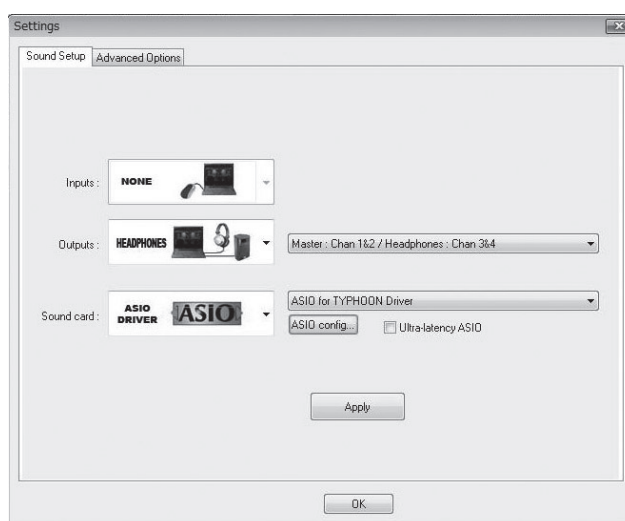 Settings
Sound Setup Advanced Options
Inputs : NONE
Outputs : HEADPHONES Master : Chan 1&2 / Headphones : Chan 3&4
ASIO for TYPHOON Driver
Sound card : ASIO DRIVER ASIO
ASIO config... Ultra-latency ASIO
Apply
OK